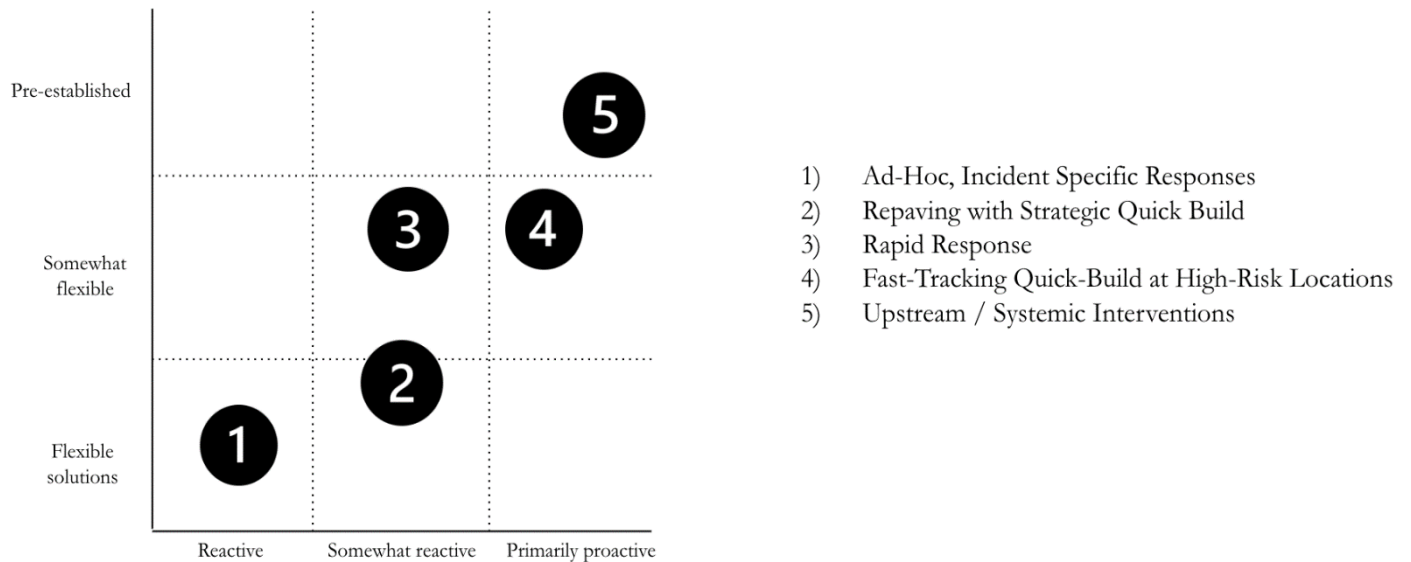 Pre-established
Somewhat
flexible
Flexible
solutions
5
3
4
2
1
Reactive
Somewhat reactive
Primarily proactive
1) Ad-Hoc, Incident Specific Responses
2) Repaving with Strategic Quick Build
3) Rapid Response
4) Fast-Tracking Quick-Build at High-Risk Locations
5) Upstream / Systemic Interventions